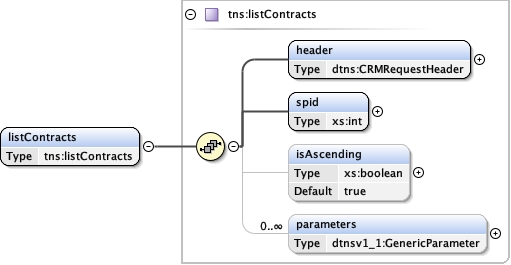 tns:listContracts
header
Type dtns:CRMRequestHeader
spid
Type xs:int
listContracts
Type tns:listContracts
isAscending
Type xs:boolean
Default true
0..∞
parameters
Type dtnsv1_1:GenericParameter